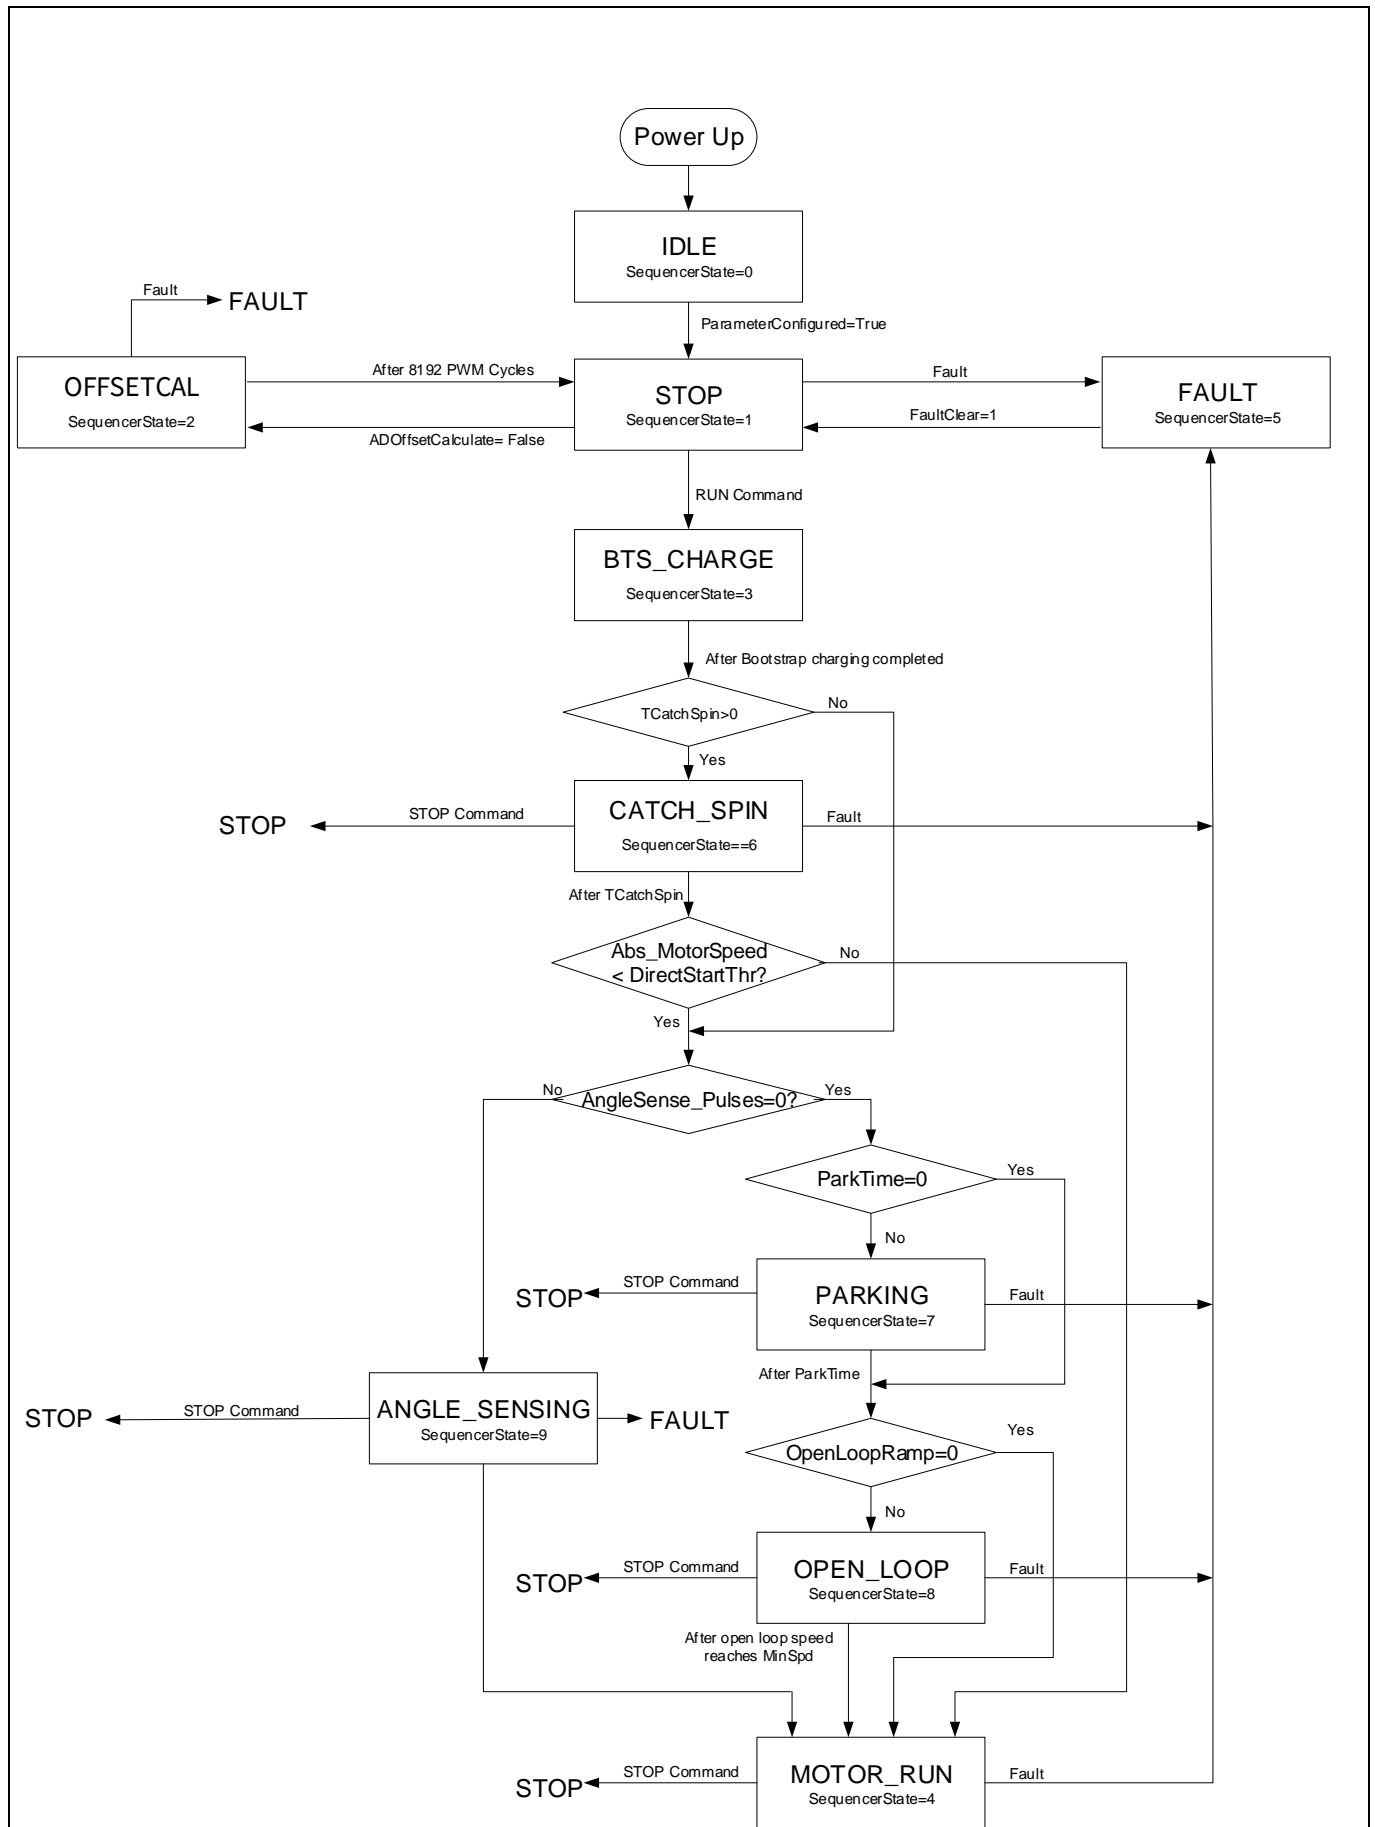 Power Up
IDLE
SequencerState=0
Fault
FAULT
ParameterConfigured=True
OFFSETCAL
SequencerState=2
After 8192 PWM Cycles
ADOffsetCalculate= False
STOP
SequencerState=1
Fault
FaultClear=1
FAULT
SequencerState=5
RUN Command
BTS_CHARGE
SequencerState=3
After Bootstrap charging completed
TCatchSpin>0
No
Yes
STOP
STOP Command
CATCH_SPIN
SequencerState==6
Fault
After TCatchSpin
Abs_MotorSpeed
< DirectStartThr?
No
Yes
No
AngleSense_Pulses=0?
Yes
ParkTime=0
Yes
No
STOP
STOP Command
PARKING
SequencerState=7
Fault
After ParkTime
STOP
STOP Command
ANGLE_SENSING
SequencerState=9
FAULT
OpenLoopRamp=0
Yes
No
STOP
STOP Command
OPEN_LOOP
SequencerState=8
Fault
After open loop speed
reaches MinSpd
STOP
STOP Command
MOTOR_RUN
SequencerState=4
Fault